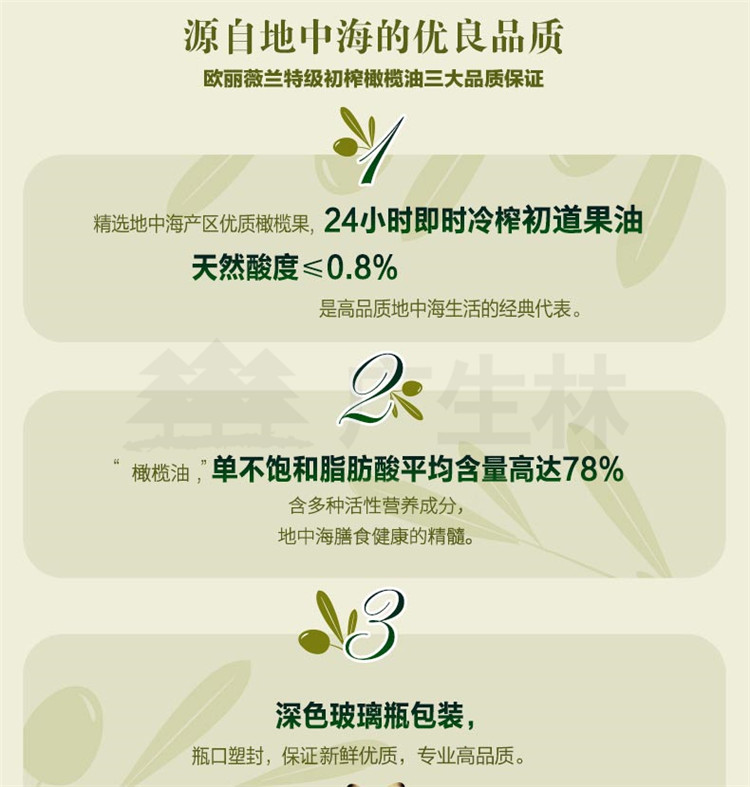 源自地中海的优良品质
欧丽薇兰特级初榨橄榄油三大品质保证
1
精选地中海产区优质橄榄果, 24小时即时冷榨初道果油
天然酸度≤0.8%
是高品质地中海生活的经典代表。
2
广生林
“ 橄榄油 ,”单不饱和脂肪酸平均含量高达78%
含多种活性营养成分,
地中海膳食健康的精髓。
3
深色玻璃瓶包装,
瓶口塑封, 保证新鲜优质, 专业高品质。